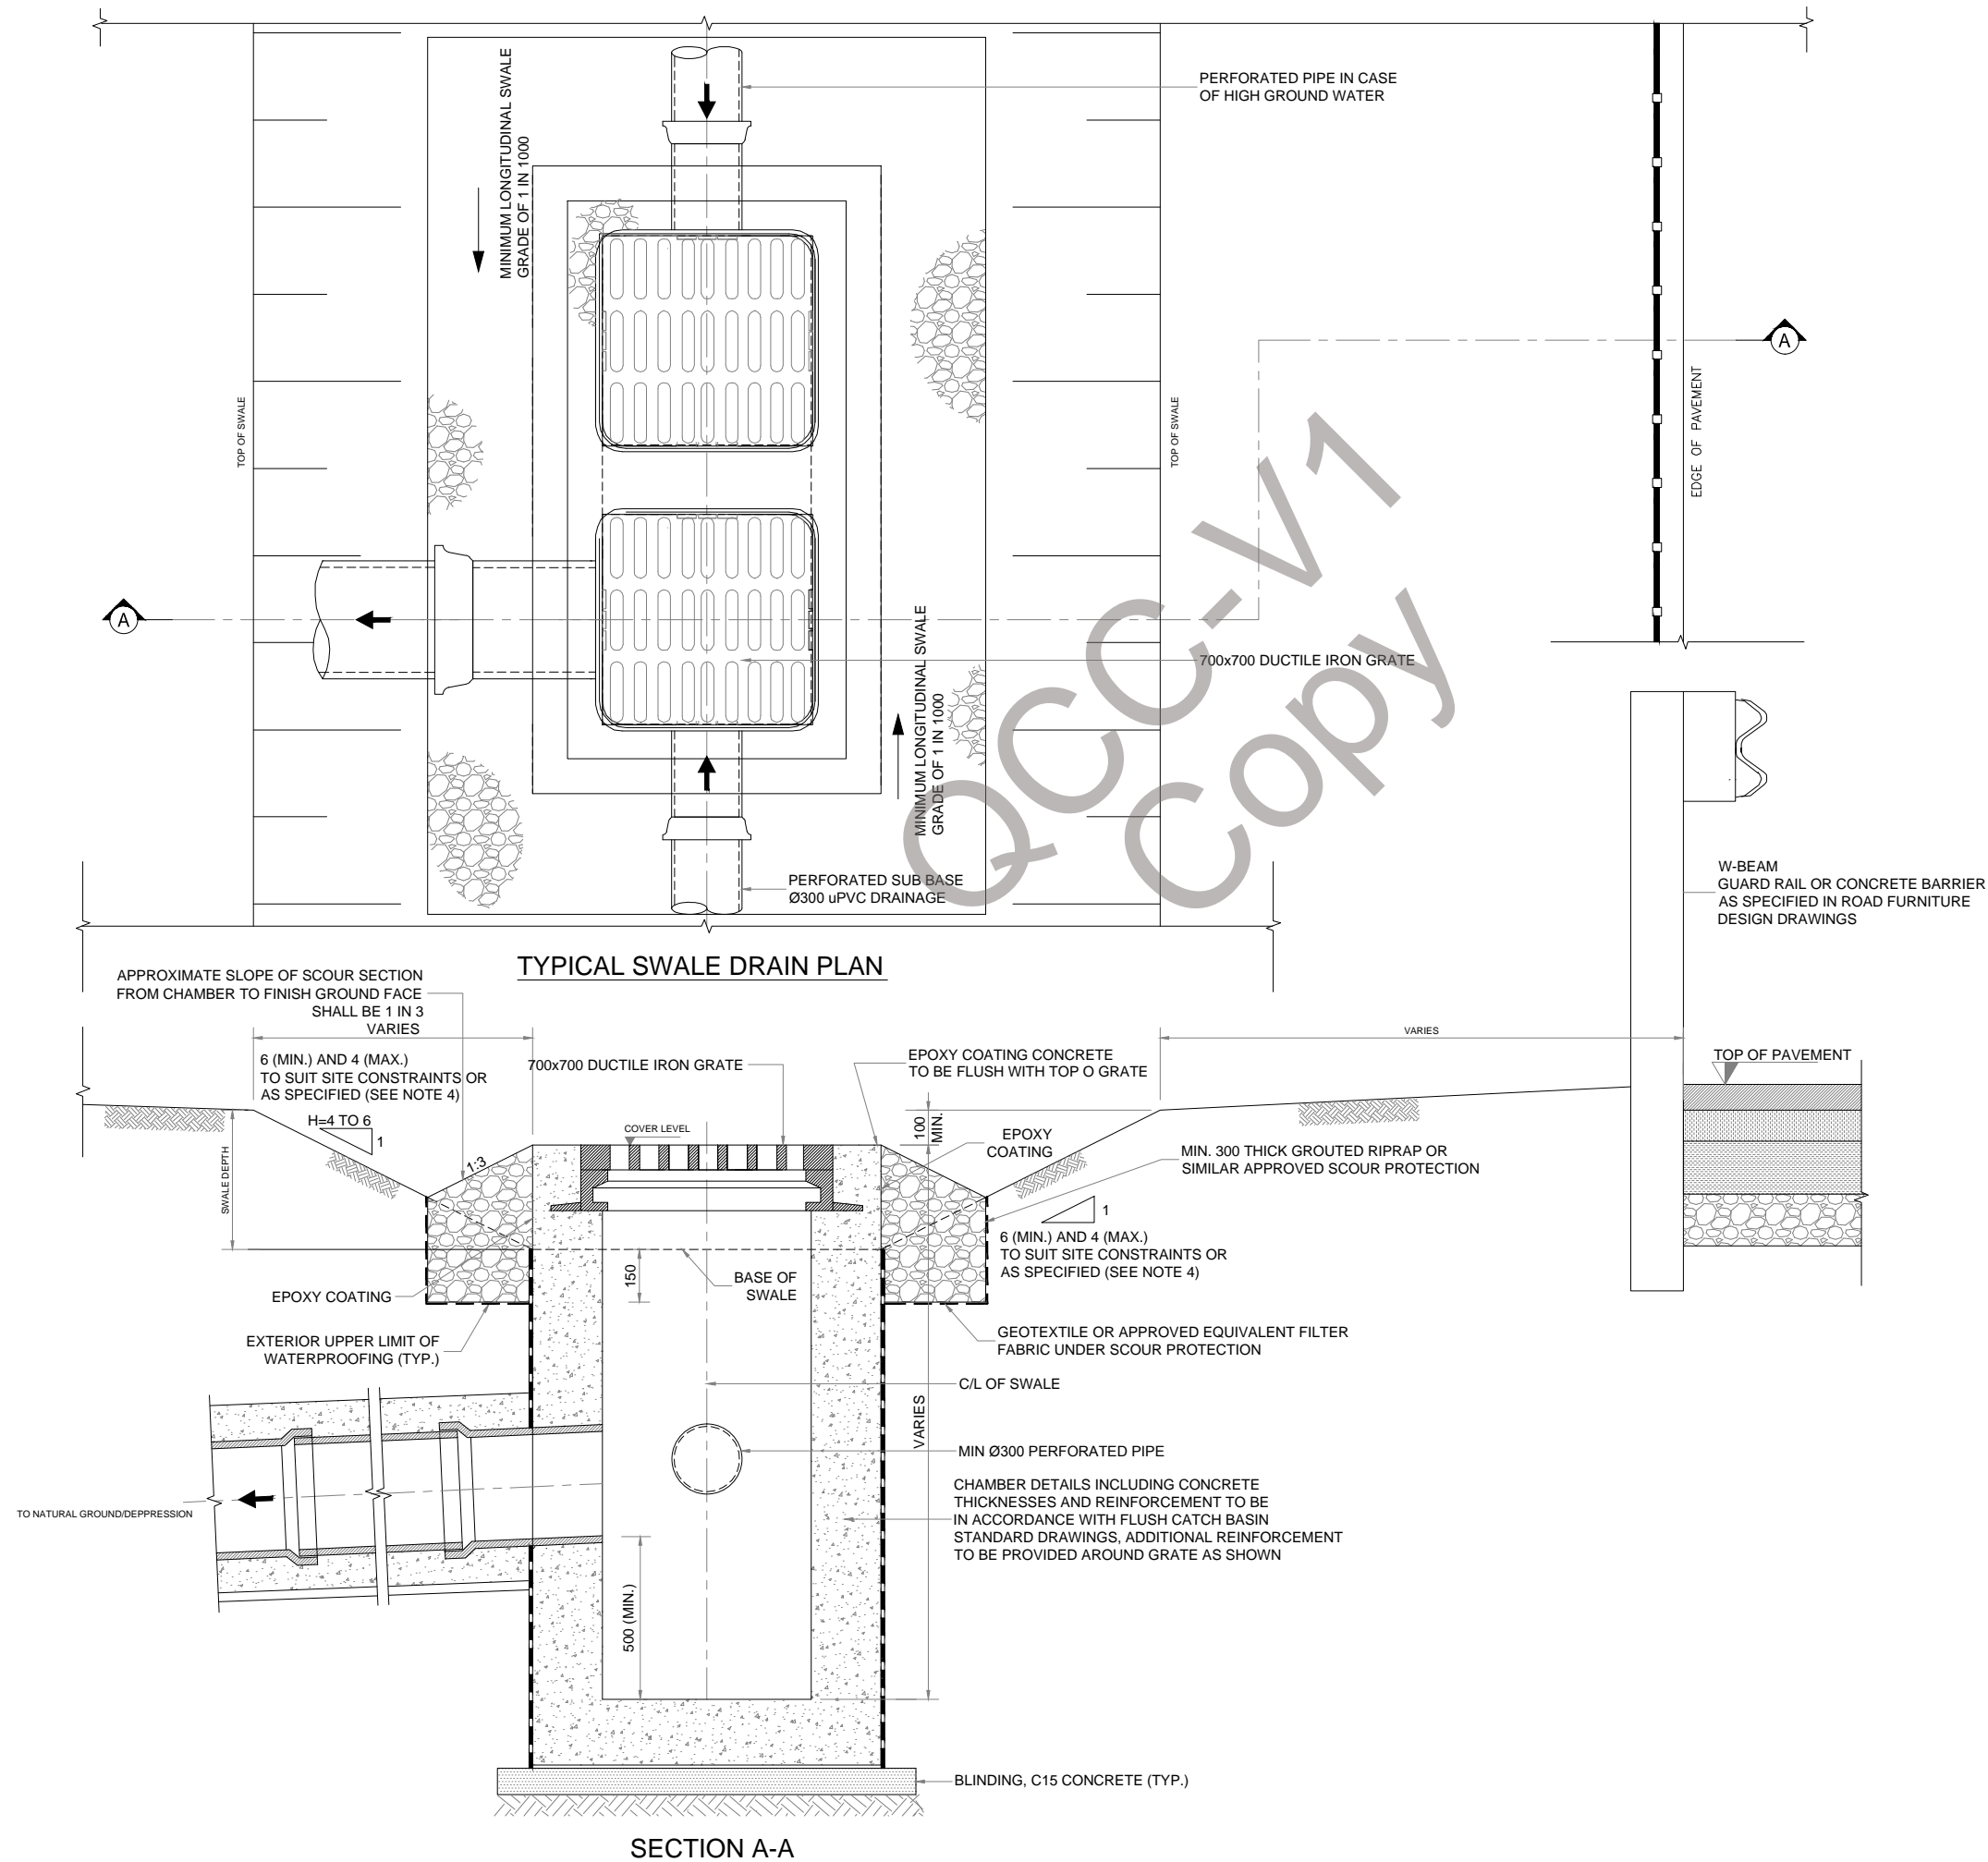 MINIMUM LONGITUDINAL SWALE
GRADE OF 1 IN 1000
PERFORATED PIPE IN CASE
OF HIGH GROUND WATER
TOP OF SWALE
TOP OF SWALE
EDGE OF PAVEMENT
A
A
700x700 DUCTILE IRON GRATE
MINIMUM LONGITUDINAL SWALE
GRADE OF 1 IN 1000
PERFORATED SUB BASE
Ø300 uPVC DRAINAGE
QCC-V1
Copy
TYPICAL SWALE DRAIN PLAN
W-BEAM
GUARD RAIL OR CONCRETE BARRIER
AS SPECIFIED IN ROAD FURNITURE
DESIGN DRAWINGS
APPROXIMATE SLOPE OF SCOUR SECTION
FROM CHAMBER TO FINISH GROUND FACE
SHALL BE 1 IN 3
VARIES
6 (MIN.) AND 4 (MAX.)
TO SUIT SITE CONSTRAINTS OR
AS SPECIFIED (SEE NOTE 4)
H=4 TO 6
1
1:3
SWALE DEPTH
700x700 DUCTILE IRON GRATE
COVER LEVEL
EPOXY COATING CONCRETE
TO BE FLUSH WITH TOP O GRATE
VARIES
TOP OF PAVEMENT
100
MIN.
EPOXY
COATING
MIN. 300 THICK GROUTED RIPRAP OR
SIMILAR APPROVED SCOUR PROTECTION
1
6 (MIN.) AND 4 (MAX.)
TO SUIT SITE CONSTRAINTS OR
AS SPECIFIED (SEE NOTE 4)
150
BASE OF
SWALE
EPOXY COATING
EXTERIOR UPPER LIMIT OF
WATERPROOFING (TYP.)
GEOTEXTILE OR APPROVED EQUIVALENT FILTER
FABRIC UNDER SCOUR PROTECTION
C/L OF SWALE
VARIES
MIN Ø300 PERFORATED PIPE
CHAMBER DETAILS INCLUDING CONCRETE
THICKNESSES AND REINFORCEMENT TO BE
IN ACCORDANCE WITH FLUSH CATCH BASIN
STANDARD DRAWINGS, ADDITIONAL REINFORCEMENT
TO BE PROVIDED AROUND GRATE AS SHOWN
TO NATURAL GROUND/DEPPRESSION
500 (MIN.)
BLINDING, C15 CONCRETE (TYP.)
SECTION A-A